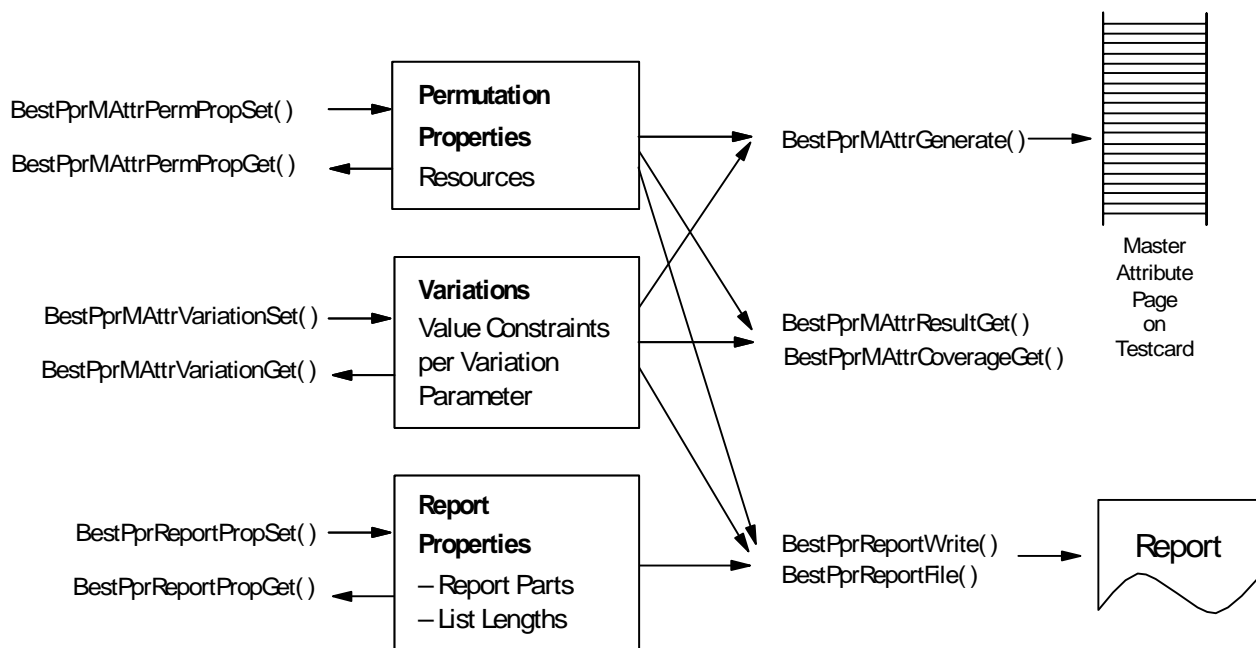 BestPprMAttrPermPropSet( )
BestPprMAttrPermPropGet( )
Permutation
Properties
Resources
BestPprMAttrGenerate( )
Master
Attribute
Page
on
Testcard
BestPprMAttrVariationSet( )
BestPprMAttrVariationGet( )
Variations
Value Constraints
per Variation
Parameter
BestPprMAttrResultGet( )
BestPprMAttrCoverageGet( )
BestPprReportPropSet( )
BestPprReportPropGet( )
Report
Properties
– Report Parts
– List Lengths
BestPprReportWrite( )
BestPprReportFile( )
Report